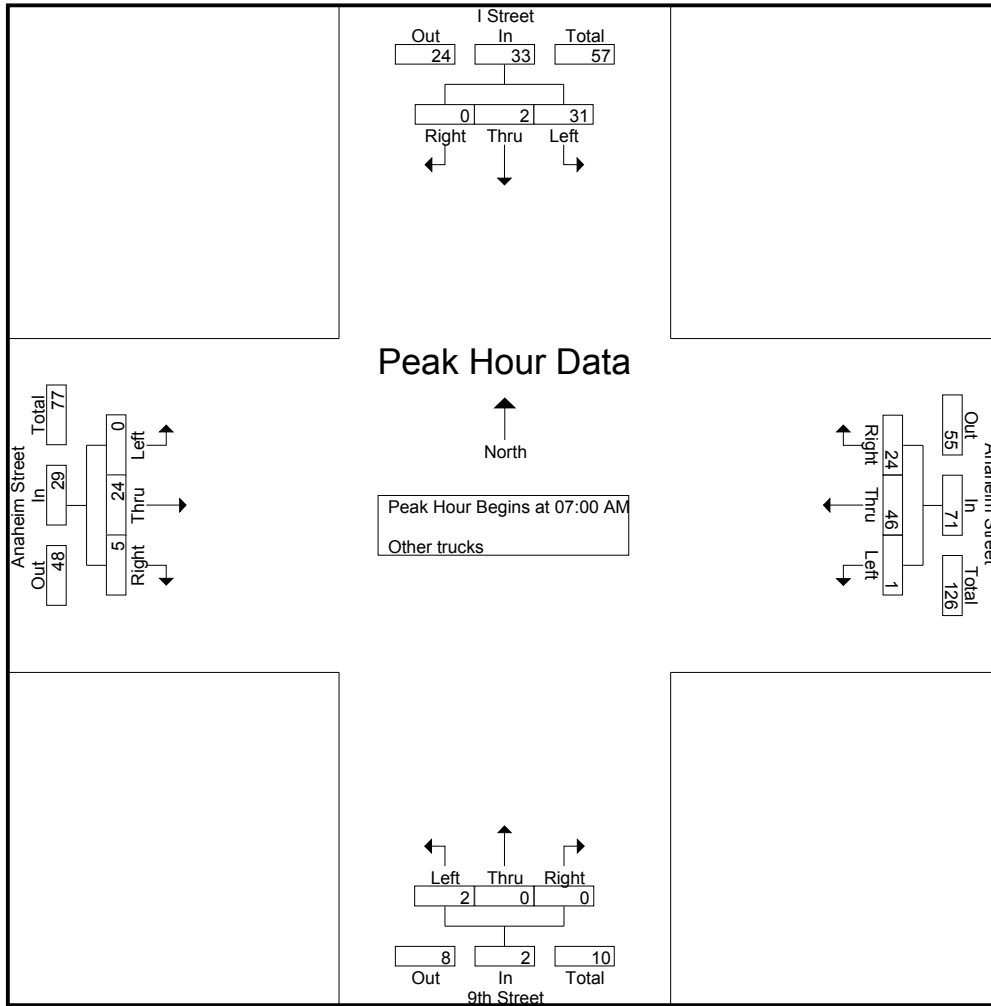 I Street
Out In Total
24 33 57
0 2 31
Right Thru Left
Peak Hour Data
North
Peak Hour Begins at 07:00 AM
Other trucks
Anaheim Street
Total In Out
77 29 48
0 24 5
Left Thru Right
Right Thru Left
24 46 1
Out In Total
55 71 126
Anaheim Street
Left Thru Right
2 0 0
8 2 10
Out In Total
9th Street